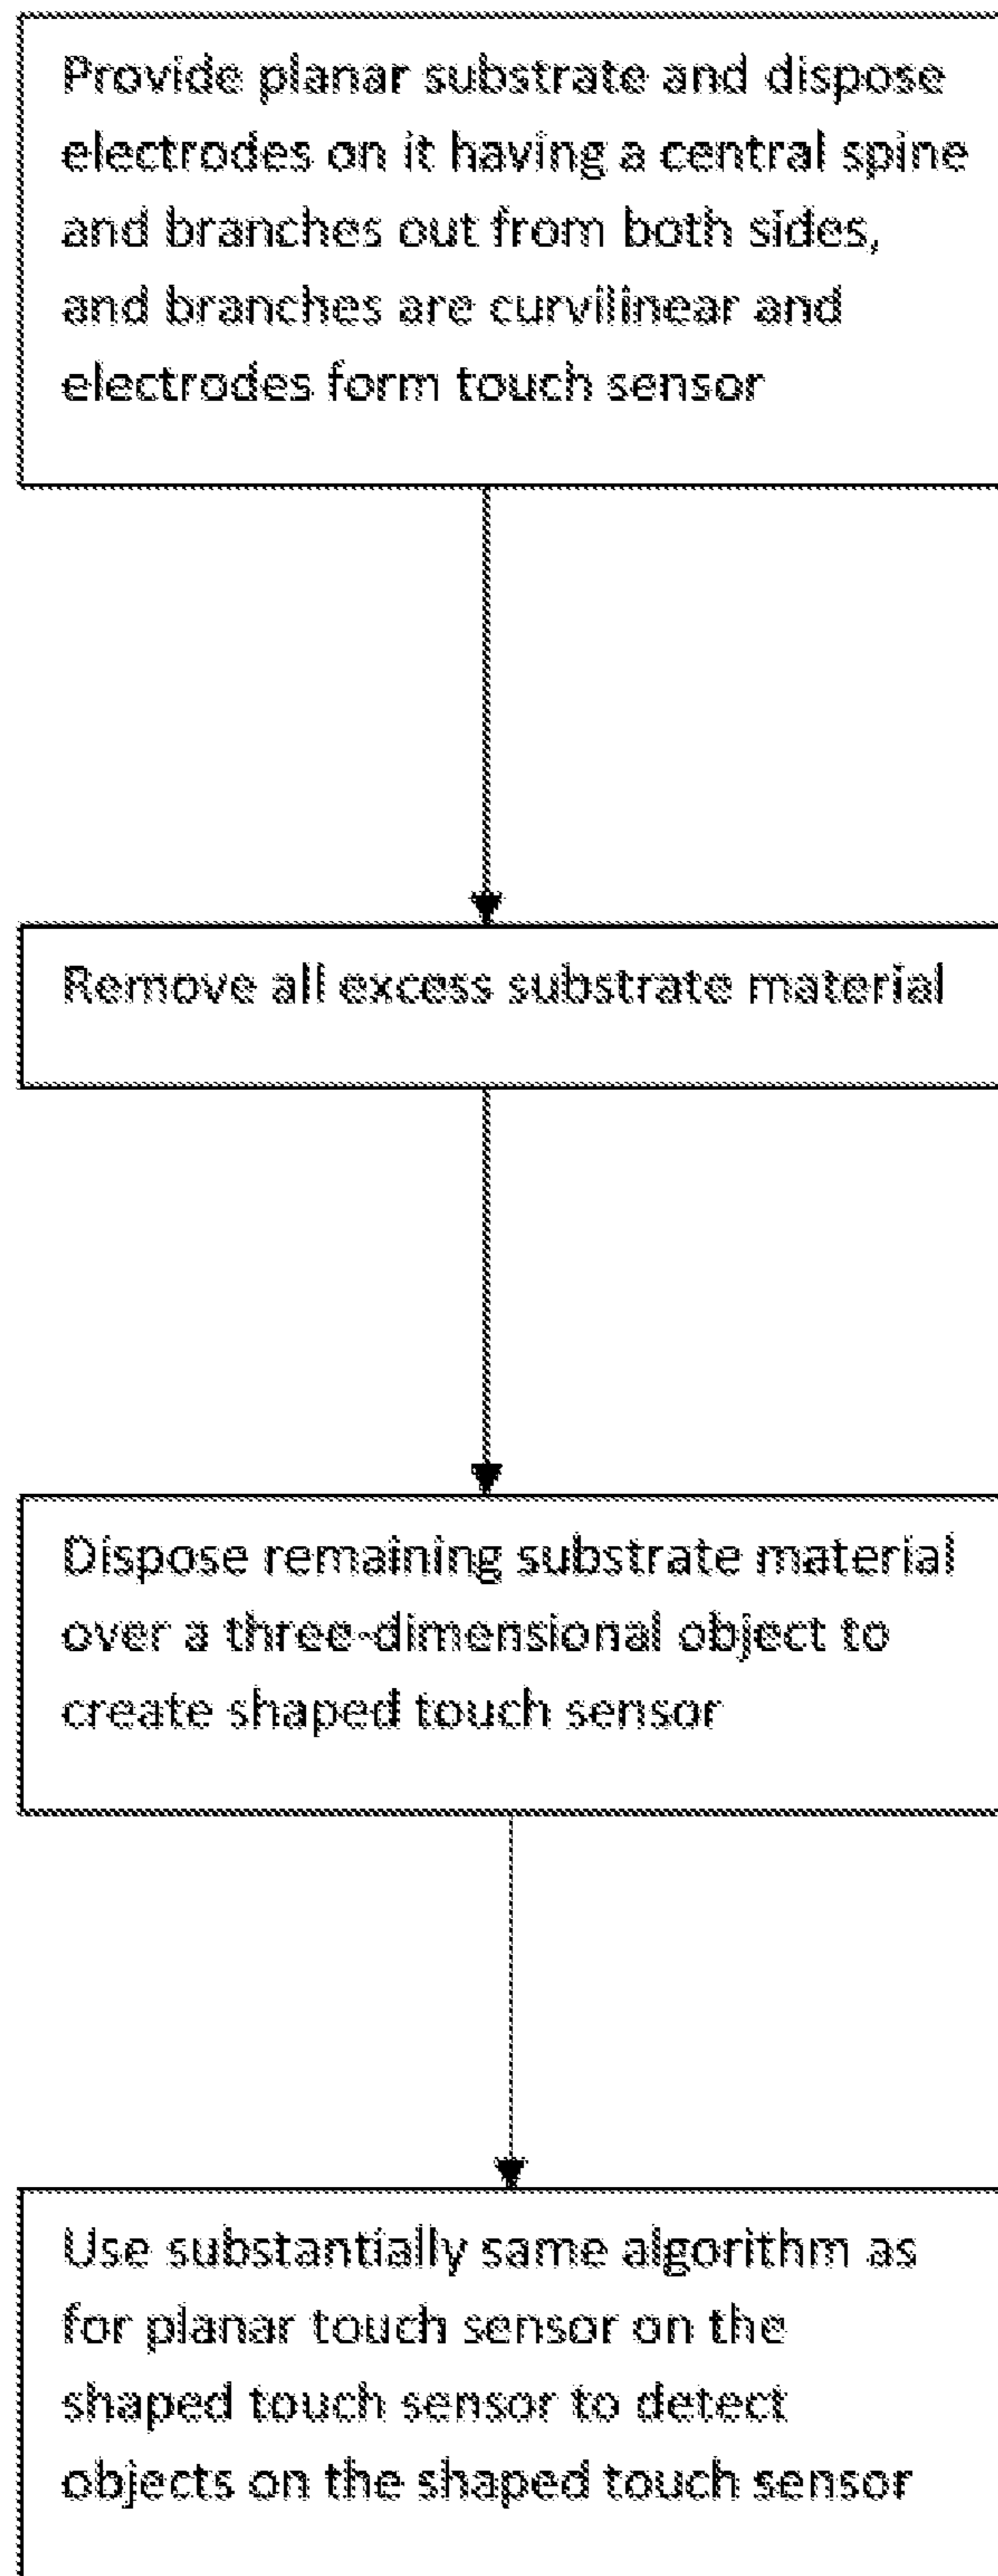 Provide planar substrate and dispose
electrodes on it having a central spine
and branches out from both sides,
and branches are curvilinear and
electrodes form touch sensor
Remove all excess substrate material
Dispose remaining substrate material
over a three-dimensional object to
create shaped touch sensor
Use substantially same algorithm as
for planar touch sensor on the
shaped touch sensor to detect
objects on the shaped touch sensor